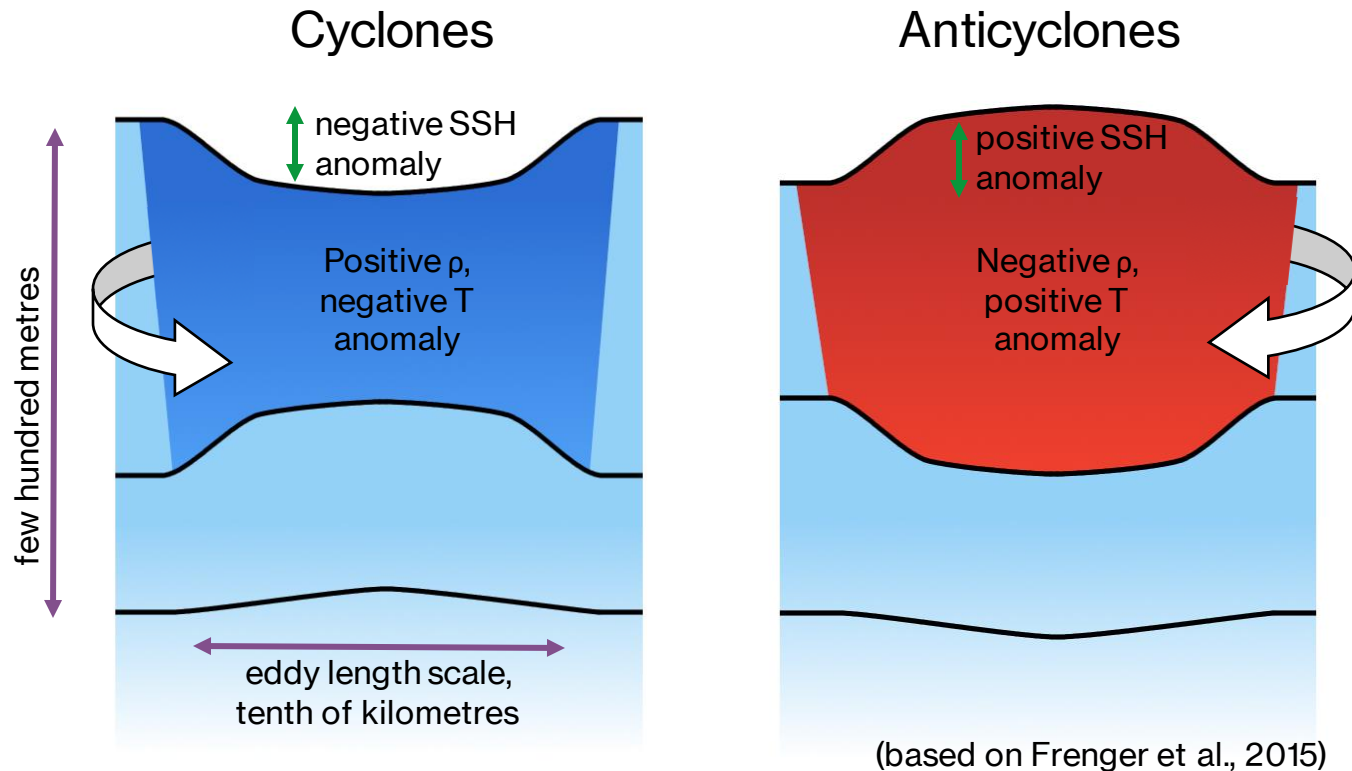 Cyclones
Anticyclones
negative SSH
anomaly
positive SSH
anomaly
Positive ρ,
negative T
anomaly
Negative ρ,
positive T
anomaly
few hundred metres
eddy length scale,
tenth of kilometres
(based on Frenger et al., 2015)